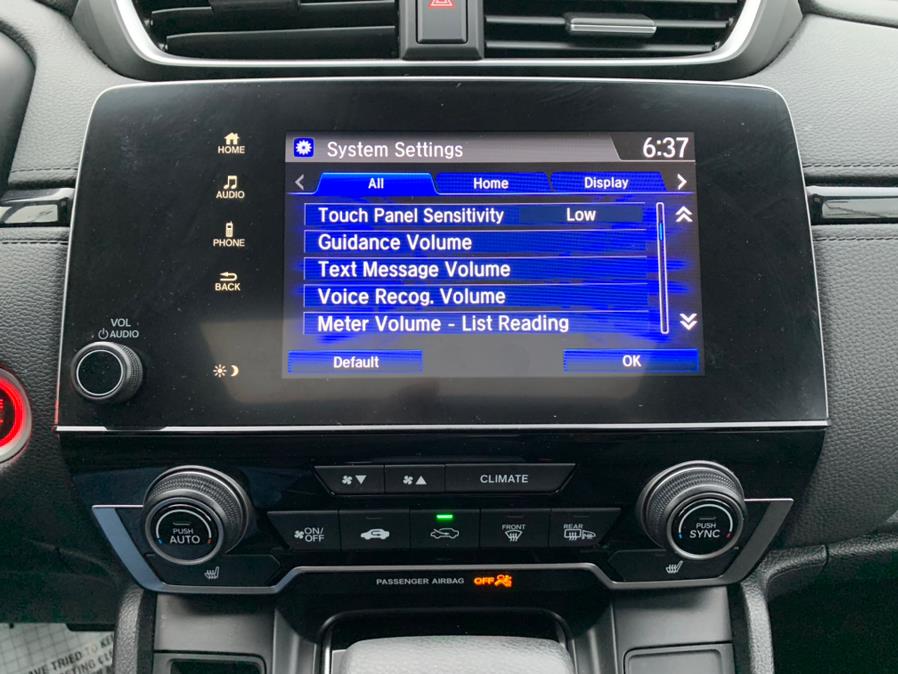 HOME
AUDIO
PHONE
BACK
VOL
AUDIO
System Settings
6:37
All
Home
Display
Touch Panel Sensitivity
Low
Guidance Volume
Text Message Volume
Voice Recog. Volume
Meter Volume - List Reading
Default
OK
CLIMATE
PUSH
AUTO
ON/
OFF
FRONT
REAR
PUSH
SYNC
PASSENGER AIRBAG
OFF